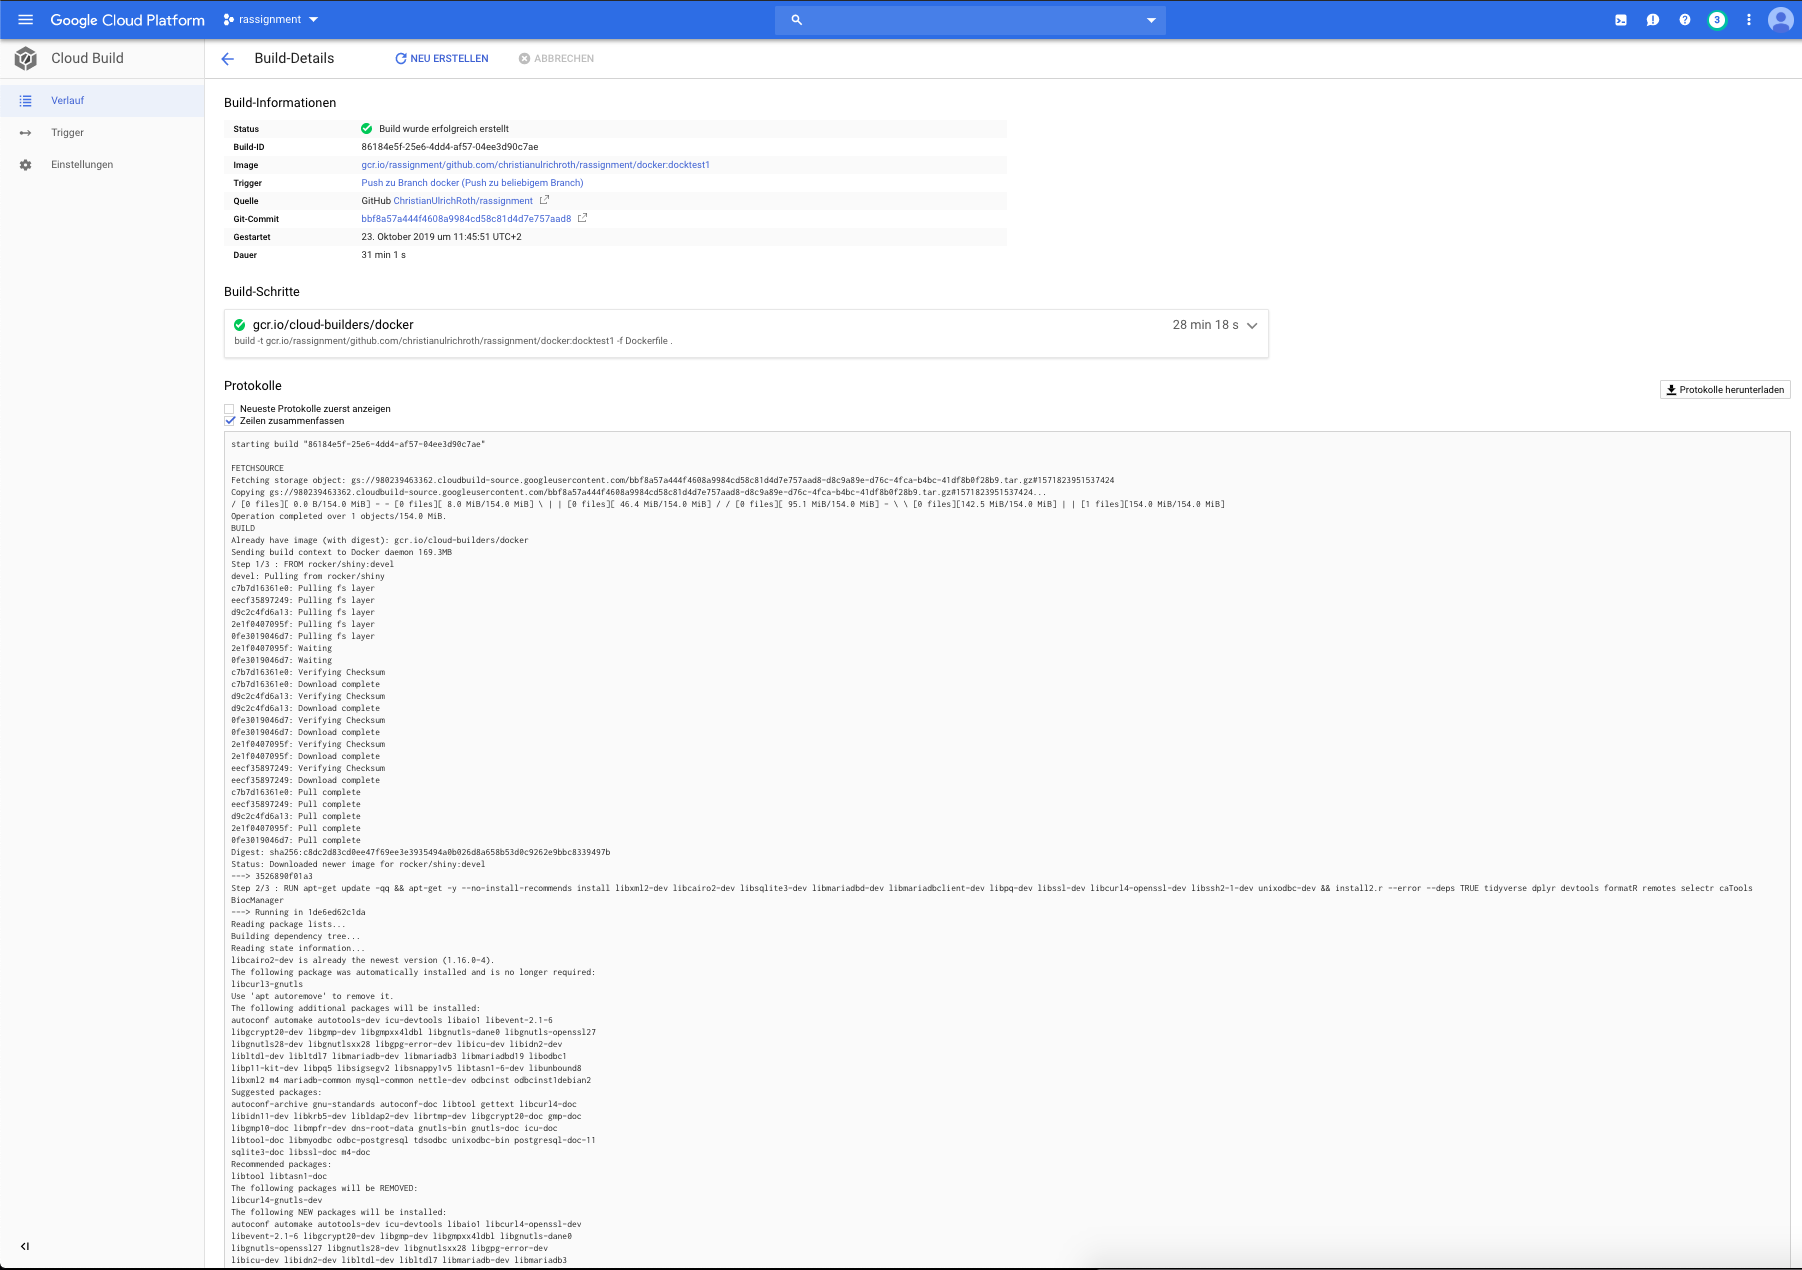 Google Cloud Platform
rassignment
3
Cloud Build
Build-Details
NEU ERSTELLEN
ABBRECHEN
Verlauf
Trigger
Einstellungen
Build-Informationen
Status Build wurde erfolgreich erstellt
Build-ID 86184e5f-25e6-4dd4-af57-04ee3d90c7ae
Image gcr.io/rassignment/github.com/christianulrichroth/rassignment/docker:docktest1
Trigger Push zu Branch docker (Push zu beliebigem Branch)
Quelle GitHub ChristianUlrichRoth/rassignment
Git-Commit bbf8a57a444f4608a9984cd58c81d4d7e757aad8
Gestartet 23. Oktober 2019 um 11:45:51 UTC+2
Dauer 31 min 1 s
Build-Schritte
gcr.io/cloud-builders/docker 28 min 18 s
build -t gcr.io/rassignment/github.com/christianulrichroth/rassignment/docker:docktest1 -f Dockerfile .
Protokolle
Protokolle herunterladen
Neueste Protokolle zuerst anzeigen
Zeilen zusammenfassen
starting build "86184e5f-25e6-4dd4-af57-04ee3d90c7ae"
FETCHSOURCE
Fetching storage object: gs://980239463362.cloudbuild-source.googleusercontent.com/bbf8a57a444f4608a9984cd58c81d4d7e757aad8-d8c9a89e-d76c-4fca-b4bc-41df8b0f28b9.tar.gz#1571823951537424
Copying gs://980239463362.cloudbuild-source.googleusercontent.com/bbf8a57a444f4608a9984cd58c81d4d7e757aad8-d8c9a89e-d76c-4fca-b4bc-41df8b0f28b9.tar.gz#1571823951537424...
/ [0 files][ 0.0 B/154.0 MiB] - - [0 files][ 8.0 MiB/154.0 MiB] \ | | [0 files][ 46.4 MiB/154.0 MiB] / / [0 files][ 95.1 MiB/154.0 MiB] - \ \ [0 files][142.5 MiB/154.0 MiB] | | [1 files][154.0 MiB/154.0 MiB]
Operation completed over 1 objects/154.0 MiB.
BUILD
Already have image (with digest): gcr.io/cloud-builders/docker
Sending build context to Docker daemon 169.3MB
Step 1/3 : FROM rocker/shiny:devel
devel: Pulling from rocker/shiny
c7b7d16361e0: Pulling fs layer
eecf35897249: Pulling fs layer
d9c2c4fd6a13: Pulling fs layer
2e1f0407095f: Pulling fs layer
0fe3019046d7: Pulling fs layer
2e1f0407095f: Waiting
0fe3019046d7: Waiting
c7b7d16361e0: Verifying Checksum
c7b7d16361e0: Download complete
d9c2c4fd6a13: Verifying Checksum
d9c2c4fd6a13: Download complete
0fe3019046d7: Verifying Checksum
0fe3019046d7: Download complete
2e1f0407095f: Verifying Checksum
2e1f0407095f: Download complete
eecf35897249: Verifying Checksum
eecf35897249: Download complete
c7b7d16361e0: Pull complete
eecf35897249: Pull complete
d9c2c4fd6a13: Pull complete
2e1f0407095f: Pull complete
0fe3019046d7: Pull complete
Digest: sha256:c8dc2d83cd0ee47f69ee3e3935494a0b026d8a658b53d0c9262e9bbc8339497b
Status: Downloaded newer image for rocker/shiny:devel
---> 3526890f01a3
Step 2/3 : RUN apt-get update -qq && apt-get -y --no-install-recommends install libxml2-dev libcairo2-dev libsqlite3-dev libmariadbd-dev libmariadbclient-dev libpq-dev libssl-dev libcurl4-openssl-dev libssh2-1-dev unixodbc-dev && install2.r --error --deps TRUE tidyverse dplyr devtools formatR remotes selectr caTools
BiocManager
---> Running in 1de6ed62c1da
Reading package lists...
Building dependency tree...
Reading state information...
libcairo2-dev is already the newest version (1.16.0-4).
The following package was automatically installed and is no longer required:
libcurl3-gnutls
Use 'apt autoremove' to remove it.
The following additional packages will be installed:
autoconf automake autotools-dev icu-devtools libaio1 libevent-2.1-6
libgcrypt20-dev libgmp-dev libgmpxx4ldbl libgnutls-dane0 libgnutls-openssl27
libgnutls28-dev libgnutlsxx28 libgpg-error-dev libicu-dev libidn2-dev
libltdl-dev libltdl7 libmariadb-dev libmariadb3 libmariadbd19 libodbc1
libp11-kit-dev libpq5 libsigsegv2 libsnappy1v5 libtasn1-6-dev libunbound8
libxml2 m4 mariadb-common mysql-common nettle-dev odbcinst odbcinst1debian2
Suggested packages:
autoconf-archive gnu-standards autoconf-doc libtool gettext libcurl4-doc
libidn11-dev libkrb5-dev libldap2-dev librtmp-dev libgcrypt20-doc gmp-doc
libgmp10-doc libmpfr-dev dns-root-data gnutls-bin gnutls-doc icu-doc
libtool-doc libmyodbc odbc-postgresql tdsodbc unixodbc-bin postgresql-doc-11
sqlite3-doc libssl-doc m4-doc
Recommended packages:
libtool libtasn1-doc
The following packages will be REMOVED:
libcurl4-gnutls-dev
The following NEW packages will be installed:
autoconf automake autotools-dev icu-devtools libaio1 libcurl4-openssl-dev
libevent-2.1-6 libgcrypt20-dev libgmp-dev libgmpxx4ldbl libgnutls-dane0
libgnutls-openssl27 libgnutls28-dev libgnutlsxx28 libgpg-error-dev
libicu-dev libidn2-dev libltdl-dev libltdl7 libmariadb-dev libmariadb3